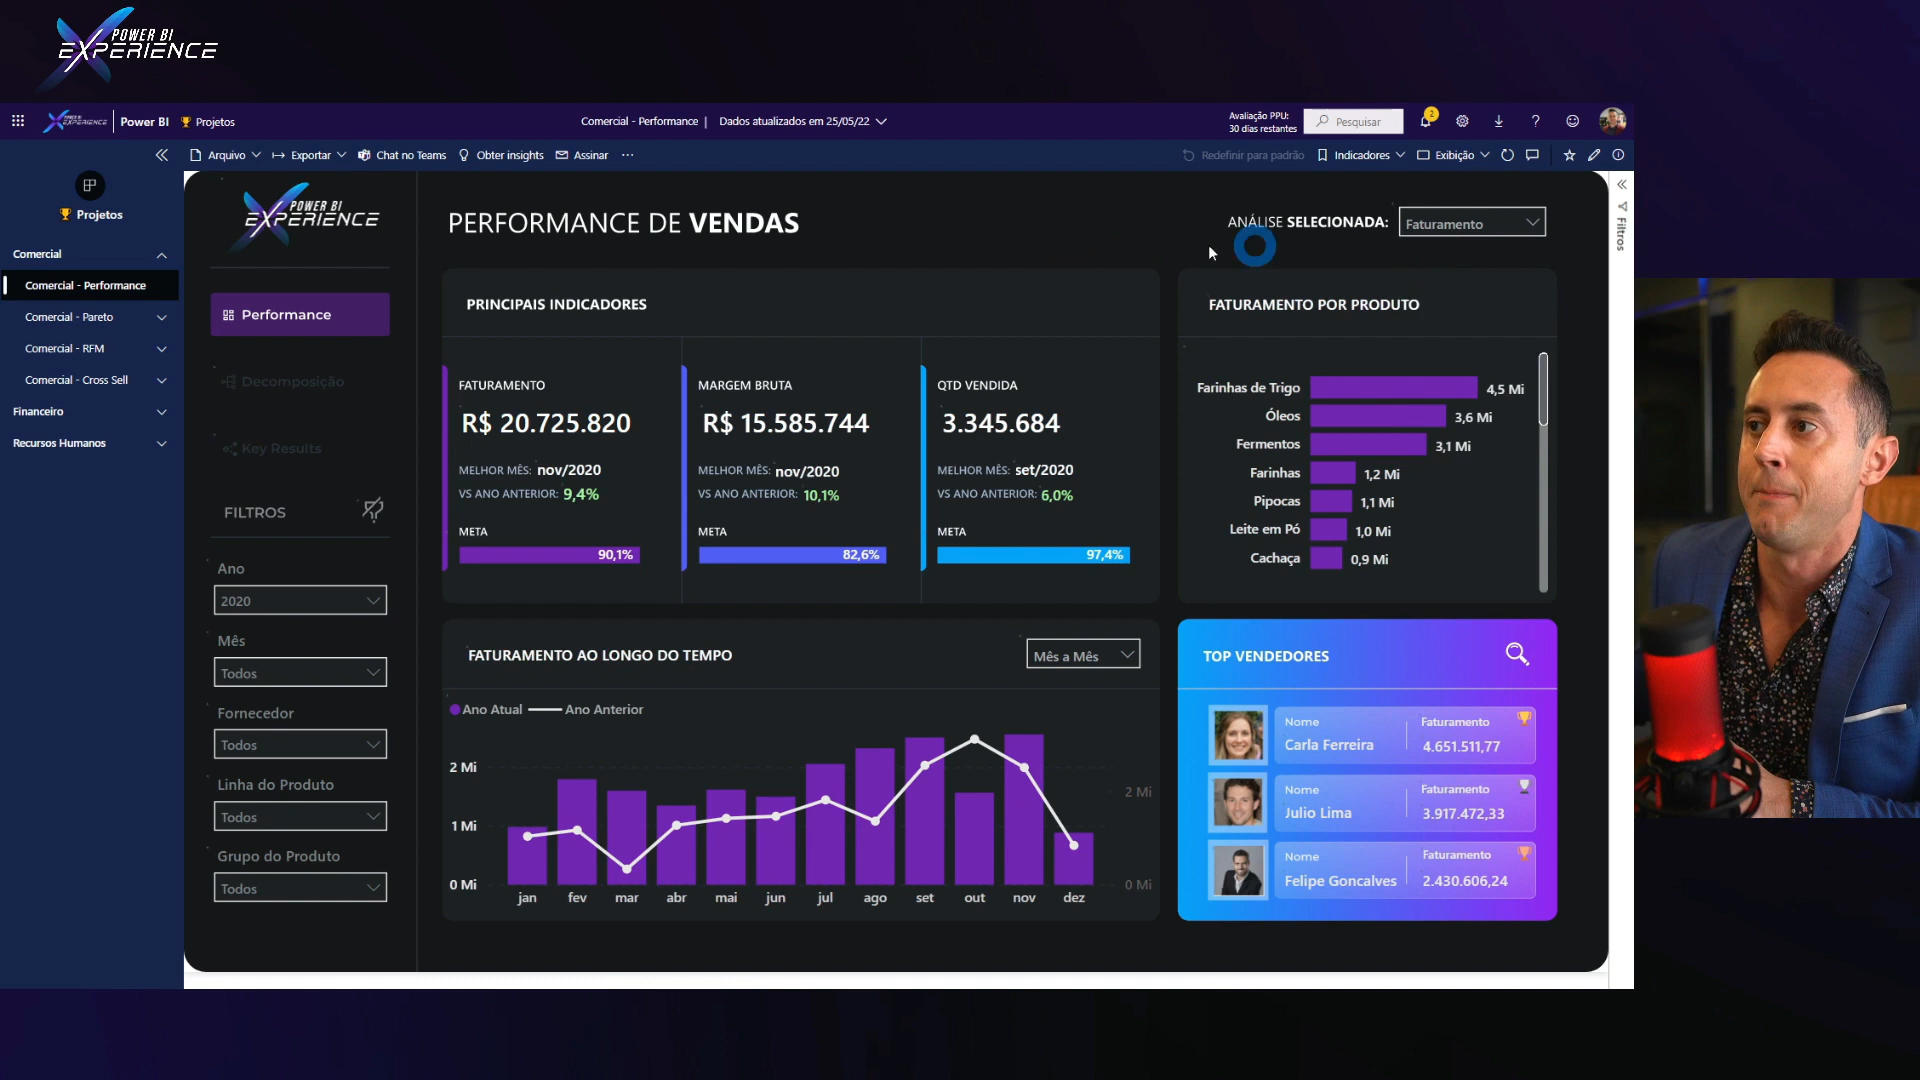 POWER BI
EXPERIENCE
POWER BI
EXPERIENCE
Power BI
Projetos
Comercial - Performance | Dados atualizados em 25/05/22
Avaliação PPU:
30 dias restantes
Pesquisar
2
?
Arquivo
Exportar
Chat no Teams
Obter insights
Assinar
...
Redefinir para padrão
Indicadores
Exibição
Projetos
Comercial
Comercial - Performance
Comercial - Pareto
Comercial - RFM
Comercial - Cross Sell
Financeiro
Recursos Humanos
POWER BI
EXPERIENCE
Performance
Decomposição
Key Results
FILTROS
Ano
2020
Mês
Todos
Fornecedor
Todos
Linha do Produto
Todos
Grupo do Produto
Todos
PERFORMANCE DE VENDAS
ANÁLISE SELECIONADA:
Faturamento
Filtros
PRINCIPAIS INDICADORES
FATURAMENTO
R$ 20.725.820
MELHOR MÊS: nov/2020
VS ANO ANTERIOR: 9,4%
META
90,1%
MARGEM BRUTA
R$ 15.585.744
MELHOR MÊS: nov/2020
VS ANO ANTERIOR: 10,1%
META
82,6%
QTD VENDIDA
3.345.684
MELHOR MÊS: set/2020
VS ANO ANTERIOR: 6,0%
META
97,4%
FATURAMENTO POR PRODUTO
Farinhas de Trigo 4,5 Mi
Óleos 3,6 Mi
Fermentos 3,1 Mi
Farinhas 1,2 Mi
Pipocas 1,1 Mi
Leite em Pó 1,0 Mi
Cachaça 0,9 Mi
FATURAMENTO AO LONGO DO TEMPO
Mês a Mês
Ano Atual
Ano Anterior
2 Mi
2 Mi
1 Mi
0 Mi
0 Mi
jan fev mar abr mai jun jul ago set out nov dez
TOP VENDEDORES
Nome Faturamento
Carla Ferreira 4.651.511,77
Nome Faturamento
Julio Lima 3.917.472,33
Nome Faturamento
Felipe Goncalves 2.430.606,24